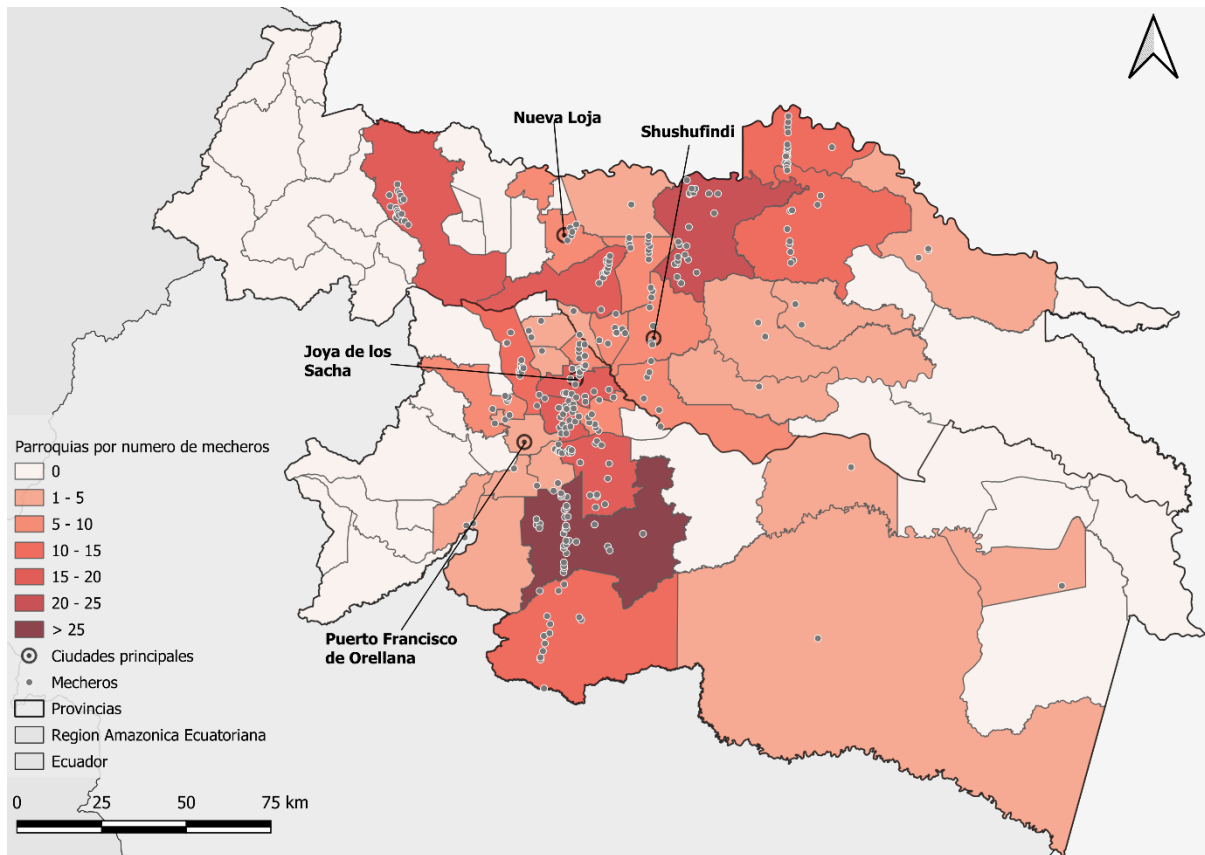 Nueva Loja
Shushufindi
Joya de los
Sacha
Puerto Francisco
de Orellana
Parroquias por numero de mecheros
0
1 - 5
5 - 10
10 - 15
15 - 20
20 - 25
> 25
Ciudades principales
Mecheros
Provincias
Region Amazonica Ecuatoriana
Ecuador
0 25 50 75 km